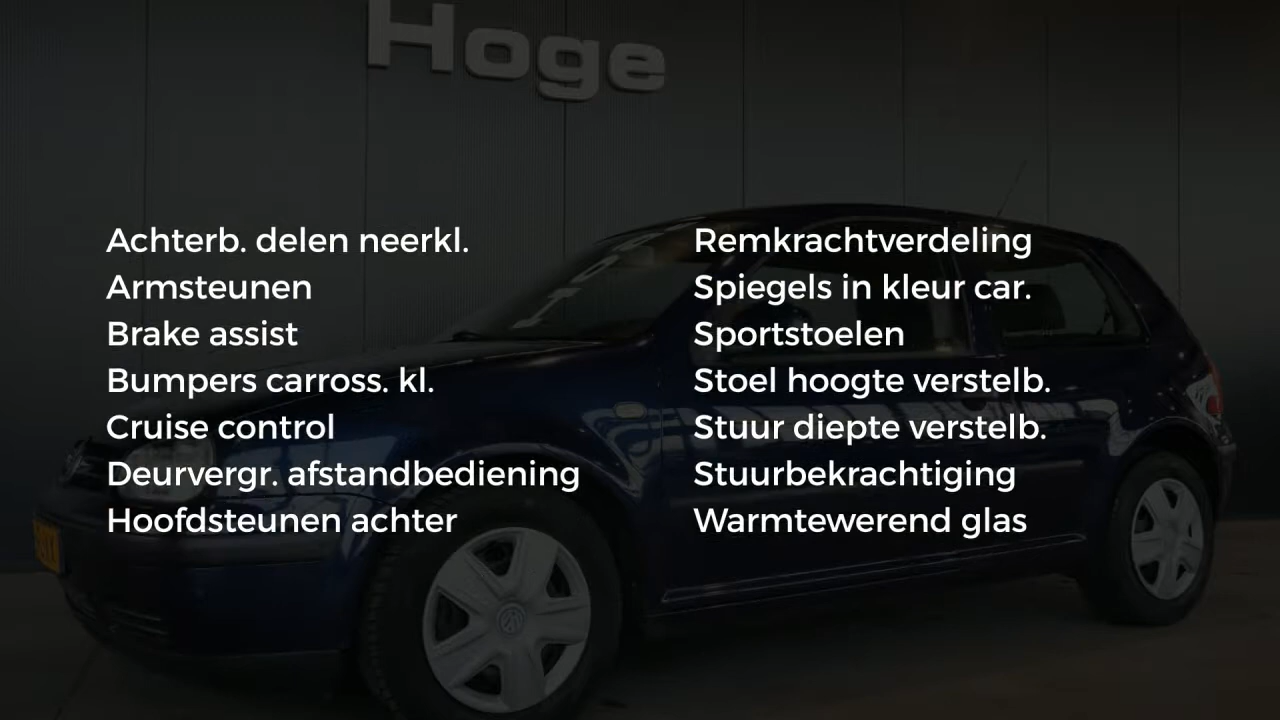 Hoge
Achterb. delen neerkl.
Armsteunen
Brake assist
Bumpers carross. kl.
Cruise control
Deurvergr. afstandbediening
Hoofdsteunen achter
Remkrachtverdeling
Spiegels in kleur car.
Sportstoelen
Stoel hoogte verstelb.
Stuur diepte verstelb.
Stuurbekrachtiging
Warmtewerend glas